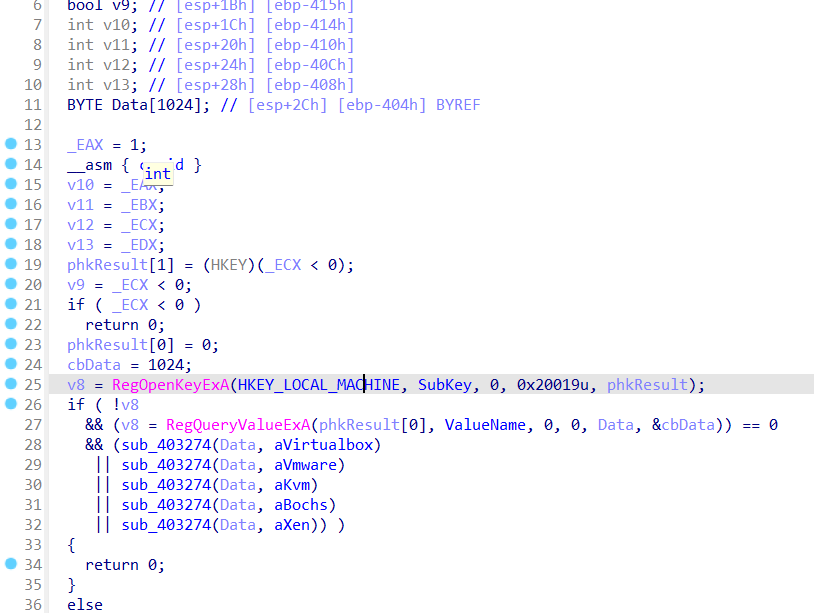 6 bool v9; // [esp+1Bh] [ebp-415h]
7 int v10; // [esp+1Ch] [ebp-414h]
8 int v11; // [esp+20h] [ebp-410h]
9 int v12; // [esp+24h] [ebp-40Ch]
10 int v13; // [esp+28h] [ebp-408h]
11 BYTE Data[1024]; // [esp+2Ch] [ebp-404h] BYREF
12
13 _EAX = 1;
14 __asm { }
int
15 v10 = _EAX;
16 v11 = _EBX;
17 v12 = _ECX;
18 v13 = _EDX;
19 phkResult[1] = (HKEY)(_ECX < 0);
20 v9 = _ECX < 0;
21 if ( _ECX < 0 )
22 return 0;
23 phkResult[0] = 0;
24 cbData = 1024;
25 v8 = RegOpenKeyExA(HKEY_LOCAL_MACHINE, SubKey, 0, 0x20019u, phkResult);
26 if ( !v8
27 && (v8 = RegQueryValueExA(phkResult[0], ValueName, 0, 0, Data, &cbData)) == 0
28 && (sub_403274(Data, aVirtualbox)
29 || sub_403274(Data, aVmware)
30 || sub_403274(Data, aKvm)
31 || sub_403274(Data, aBochs)
32 || sub_403274(Data, aXen)) )
33 {
34 return 0;
35 }
36 else